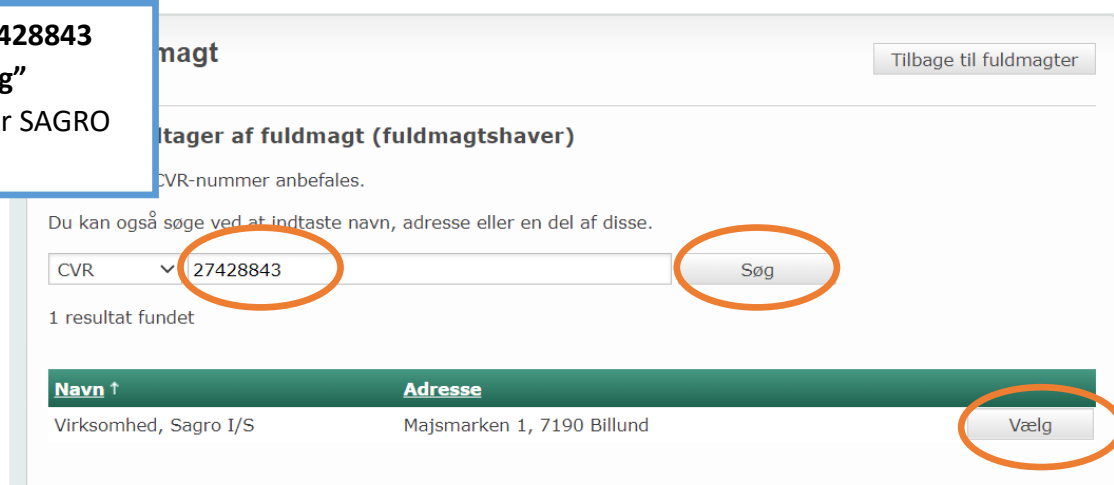 428843
g”
r SAGRO
magt
Tilbage til fuldmagter
ltager af fuldmagt (fuldmagtshaver)
CVR-nummer anbefales.
Du kan også søge ved at indtaste navn, adresse eller en del af disse.
CVR 27428843 Søg
1 resultat fundet
Navn ↑ Adresse
Virksomhed, Sagro I/S Majsmarken 1, 7190 Billund Vælg